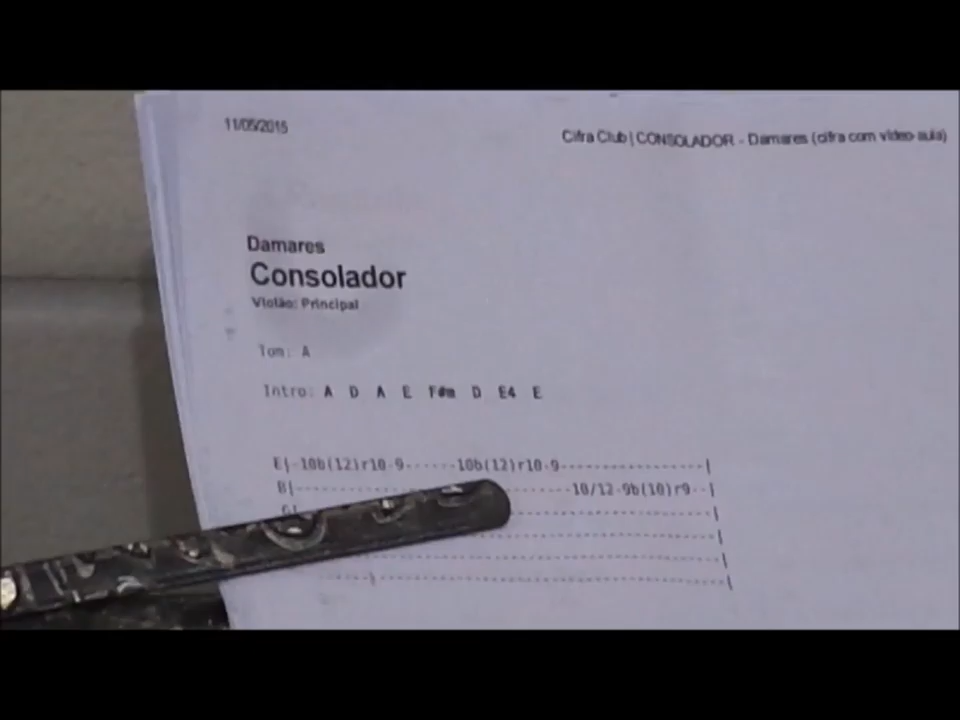 11/05/2015
Cifra Club | CONSOLADOR - Damares (cifra com video aula)
Damares
Consolador
Violão: Principal
Tom: A
Intro: A D A E F#m D E4 E
E|-10b(12)r10-9------10b(12)r10-9----------------|
B|------------- -------10/12-9b(10)r9--|
G| ----------------------|
-------------------------|
-------------------------|
------|------------------------------------|